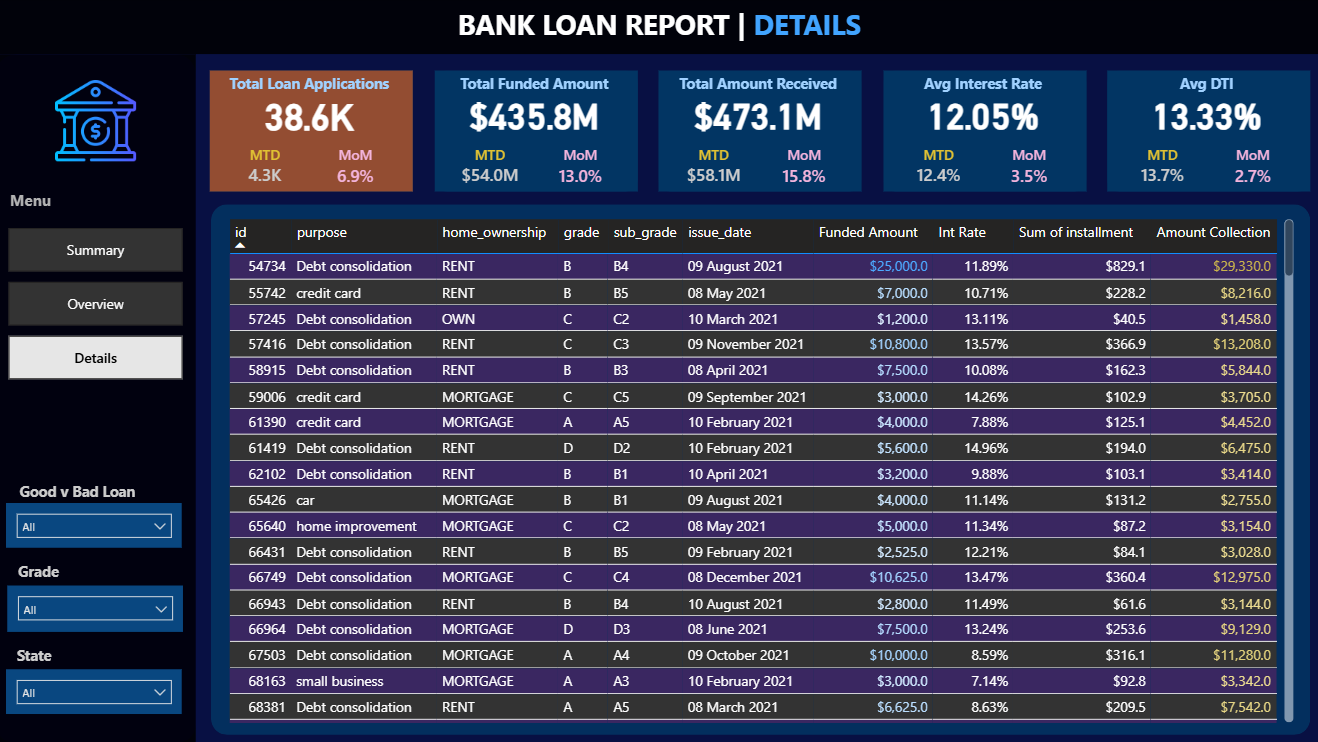 BANK LOAN REPORT | DETAILS
Total Loan Applications
38.6K
MTD MoM
4.3K 6.9%
Total Funded Amount
$435.8M
MTD MoM
$54.0M 13.0%
Total Amount Received
$473.1M
MTD MoM
$58.1M 15.8%
Avg Interest Rate
12.05%
MTD MoM
12.4% 3.5%
Avg DTI
13.33%
MTD MoM
13.7% 2.7%
$
Menu
Summary
Overview
Details
Good v Bad Loan
All
Grade
All
State
All
id purpose home_ownership grade sub_grade issue_date Funded Amount Int Rate Sum of installment Amount Collection
54734 Debt consolidation RENT B B4 09 August 2021 $25,000.0 11.89% $829.1 $29,330.0
55742 credit card RENT B B5 08 May 2021 $7,000.0 10.71% $228.2 $8,216.0
57245 Debt consolidation OWN C C2 10 March 2021 $1,200.0 13.11% $40.5 $1,458.0
57416 Debt consolidation RENT C C3 09 November 2021 $10,800.0 13.57% $366.9 $13,208.0
58915 Debt consolidation RENT B B3 08 April 2021 $7,500.0 10.08% $162.3 $5,844.0
59006 credit card MORTGAGE C C5 09 September 2021 $3,000.0 14.26% $102.9 $3,705.0
61390 credit card MORTGAGE A A5 10 February 2021 $4,000.0 7.88% $125.1 $4,452.0
61419 Debt consolidation RENT D D2 10 February 2021 $5,600.0 14.96% $194.0 $6,475.0
62102 Debt consolidation RENT B B1 10 April 2021 $3,200.0 9.88% $103.1 $3,414.0
65426 car MORTGAGE B B1 09 August 2021 $4,000.0 11.14% $131.2 $2,755.0
65640 home improvement MORTGAGE C C2 08 May 2021 $5,000.0 11.34% $87.2 $3,154.0
66431 Debt consolidation RENT B B5 09 February 2021 $2,525.0 12.21% $84.1 $3,028.0
66749 Debt consolidation MORTGAGE C C4 08 December 2021 $10,625.0 13.47% $360.4 $12,975.0
66943 Debt consolidation RENT B B4 10 August 2021 $2,800.0 11.49% $61.6 $3,144.0
66964 Debt consolidation MORTGAGE D D3 08 June 2021 $7,500.0 13.24% $253.6 $9,129.0
67503 Debt consolidation MORTGAGE A A4 09 October 2021 $10,000.0 8.59% $316.1 $11,280.0
68163 small business MORTGAGE A A3 10 February 2021 $3,000.0 7.14% $92.8 $3,342.0
68381 Debt consolidation RENT A A5 08 March 2021 $6,625.0 8.63% $209.5 $7,542.0